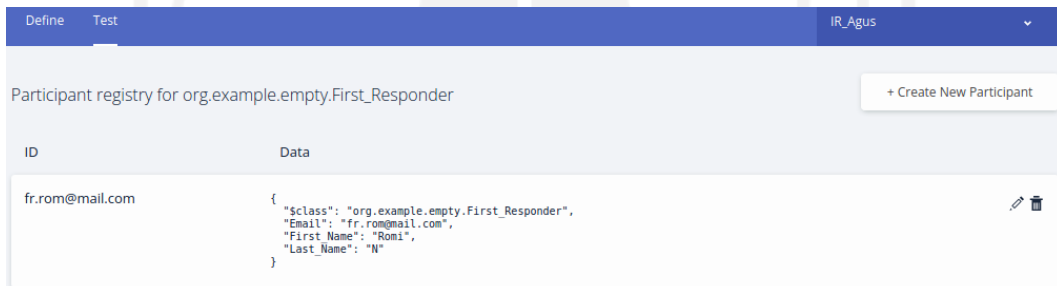 Define Test IR_Agus
Participant registry for org.example.empty.First_Responder + Create New Participant
ID Data
fr.rom@mail.com {
"$class": "org.example.empty.First_Responder",
"Email": "fr.rom@mail.com",
"First_Name": "Romi",
"Last_Name": "N"
}